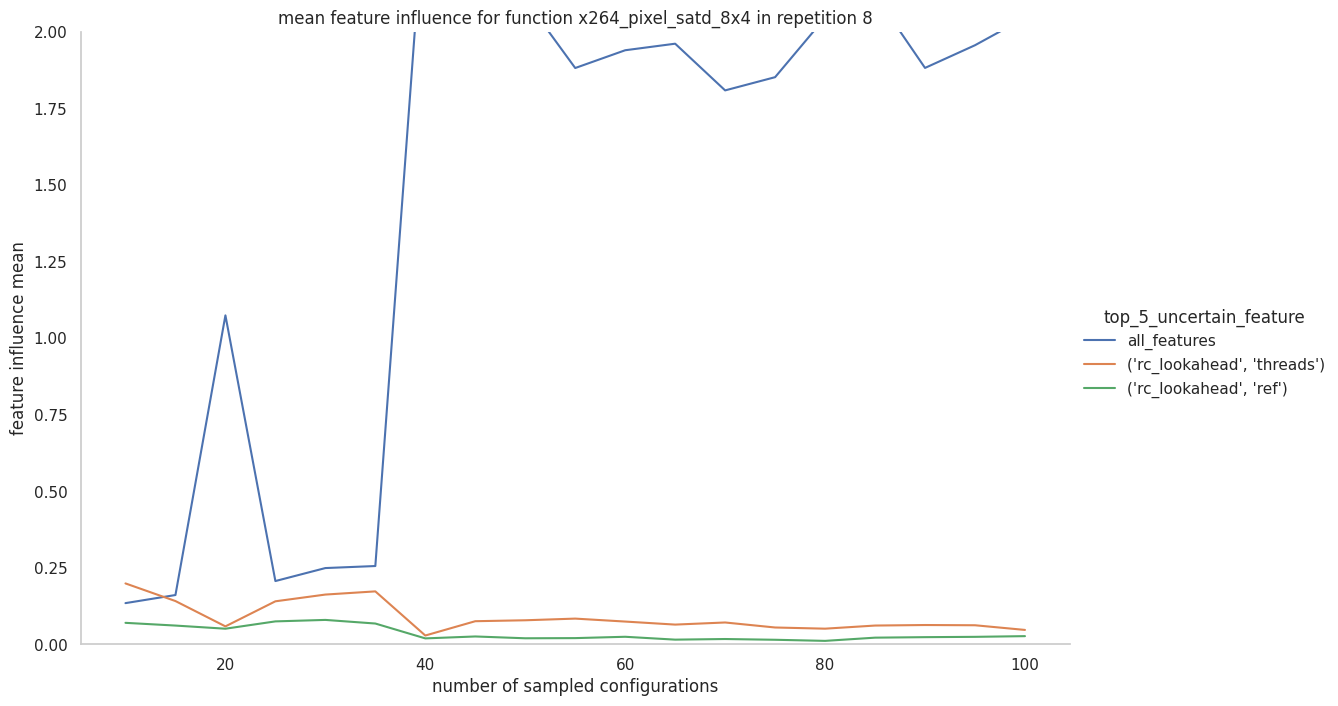 mean feature influence for function x264_pixel_satd_8x4 in repetition 8
2.00
1.75
1.50
1.25
1.00
0.75
0.50
0.25
0.00
feature influence mean
20
40
60
80
100
number of sampled configurations
top_5_uncertain_feature
all_features
('rc_lookahead', 'threads')
('rc_lookahead', 'ref')